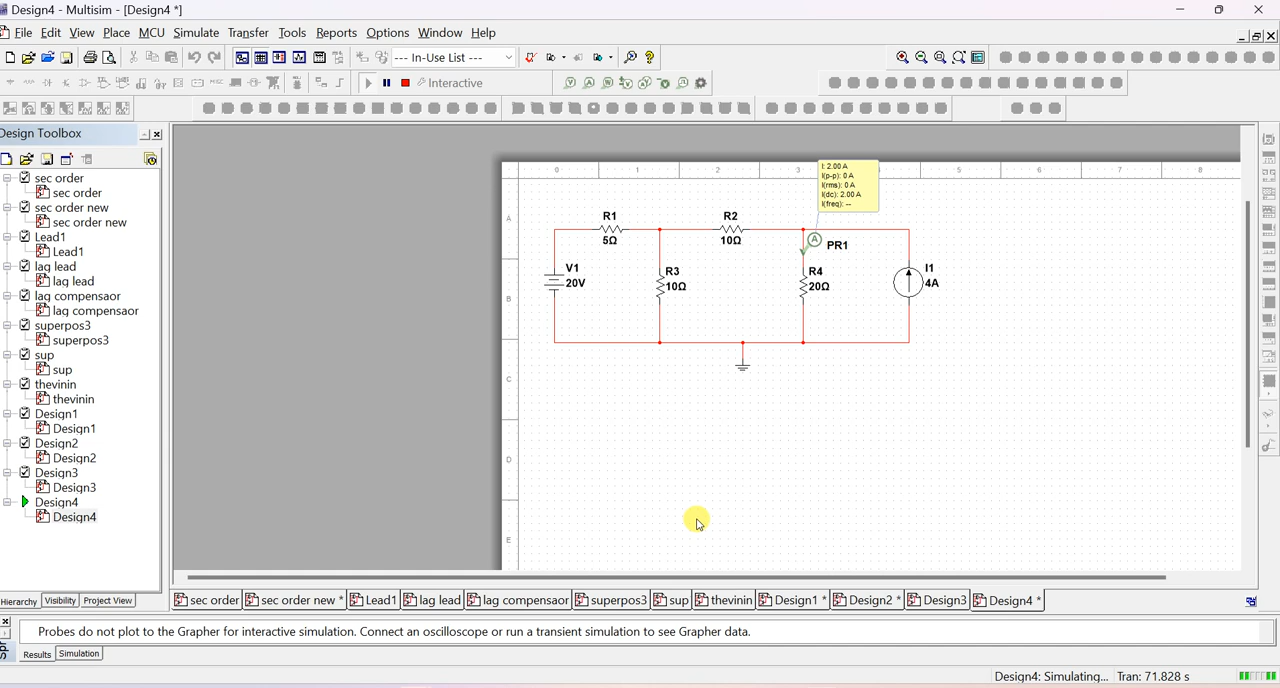 Design4 - Multisim - [Design4 *]
File Edit View Place MCU Simulate Transfer Tools Reports Options Window Help
--- In-Use List ---
Interactive
Design Toolbox
sec order
sec order
sec order new
sec order new
Lead1
Lead1
lag lead
lag lead
lag compensaor
lag compensaor
superpos3
superpos3
sup
sup
thevinin
thevinin
Design1
Design1
Design2
Design2
Design3
Design3
Design4
Design4
Hierarchy Visibility Project View
0 1 2 3 5 6 7 8
A
B
C
D
E
I: 2.00 A
I(p-p): 0 A
I(rms): 0 A
I(dc): 2.00 A
I(freq): --
R1
5Ω
R2
10Ω
A
PR1
V1
20V
R3
10Ω
R4
20Ω
I1
4A
sec order sec order new * Lead1 lag lead lag compensaor superpos3 sup thevinin Design1 * Design2 * Design3 Design4 *
Probes do not plot to the Grapher for interactive simulation. Connect an oscilloscope or run a transient simulation to see Grapher data.
Results Simulation
Design4: Simulating... Tran: 71.828 s